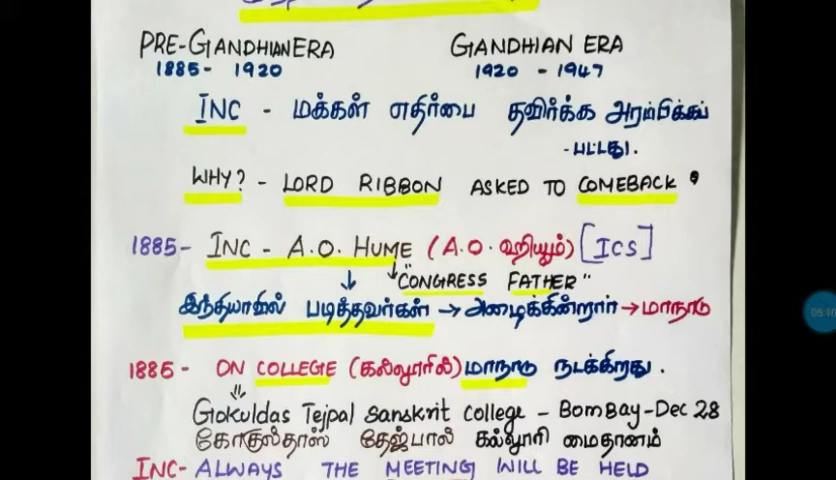 PRE-GANDHIAN ERA
1885 - 1920
GANDHIAN ERA
1920 - 1947
INC - மக்கள் எதிர்பை தவிர்க்க அரம்பிக்கப்
- பட்டது.
WHY? - LORD RIBBON ASKED TO COMEBACK
1885 - INC - A.O. HUME (A.O. ஹியூம்) [ICS]
"CONGRESS FATHER"
இந்தியாவில் படித்தவர்கள் → அழைக்கின்றார் → மாநாடு
1885 - ON COLLEGE (கல்லூரில்) மாநாடு நடக்கிறது.
Gokuldas Tejpal Sanskrit college - Bombay - Dec 28
கோகுல்தாஸ் தேஜ்பால் கல்லூரி மைதானம்
INC - ALWAYS THE MEETING WILL BE HELD